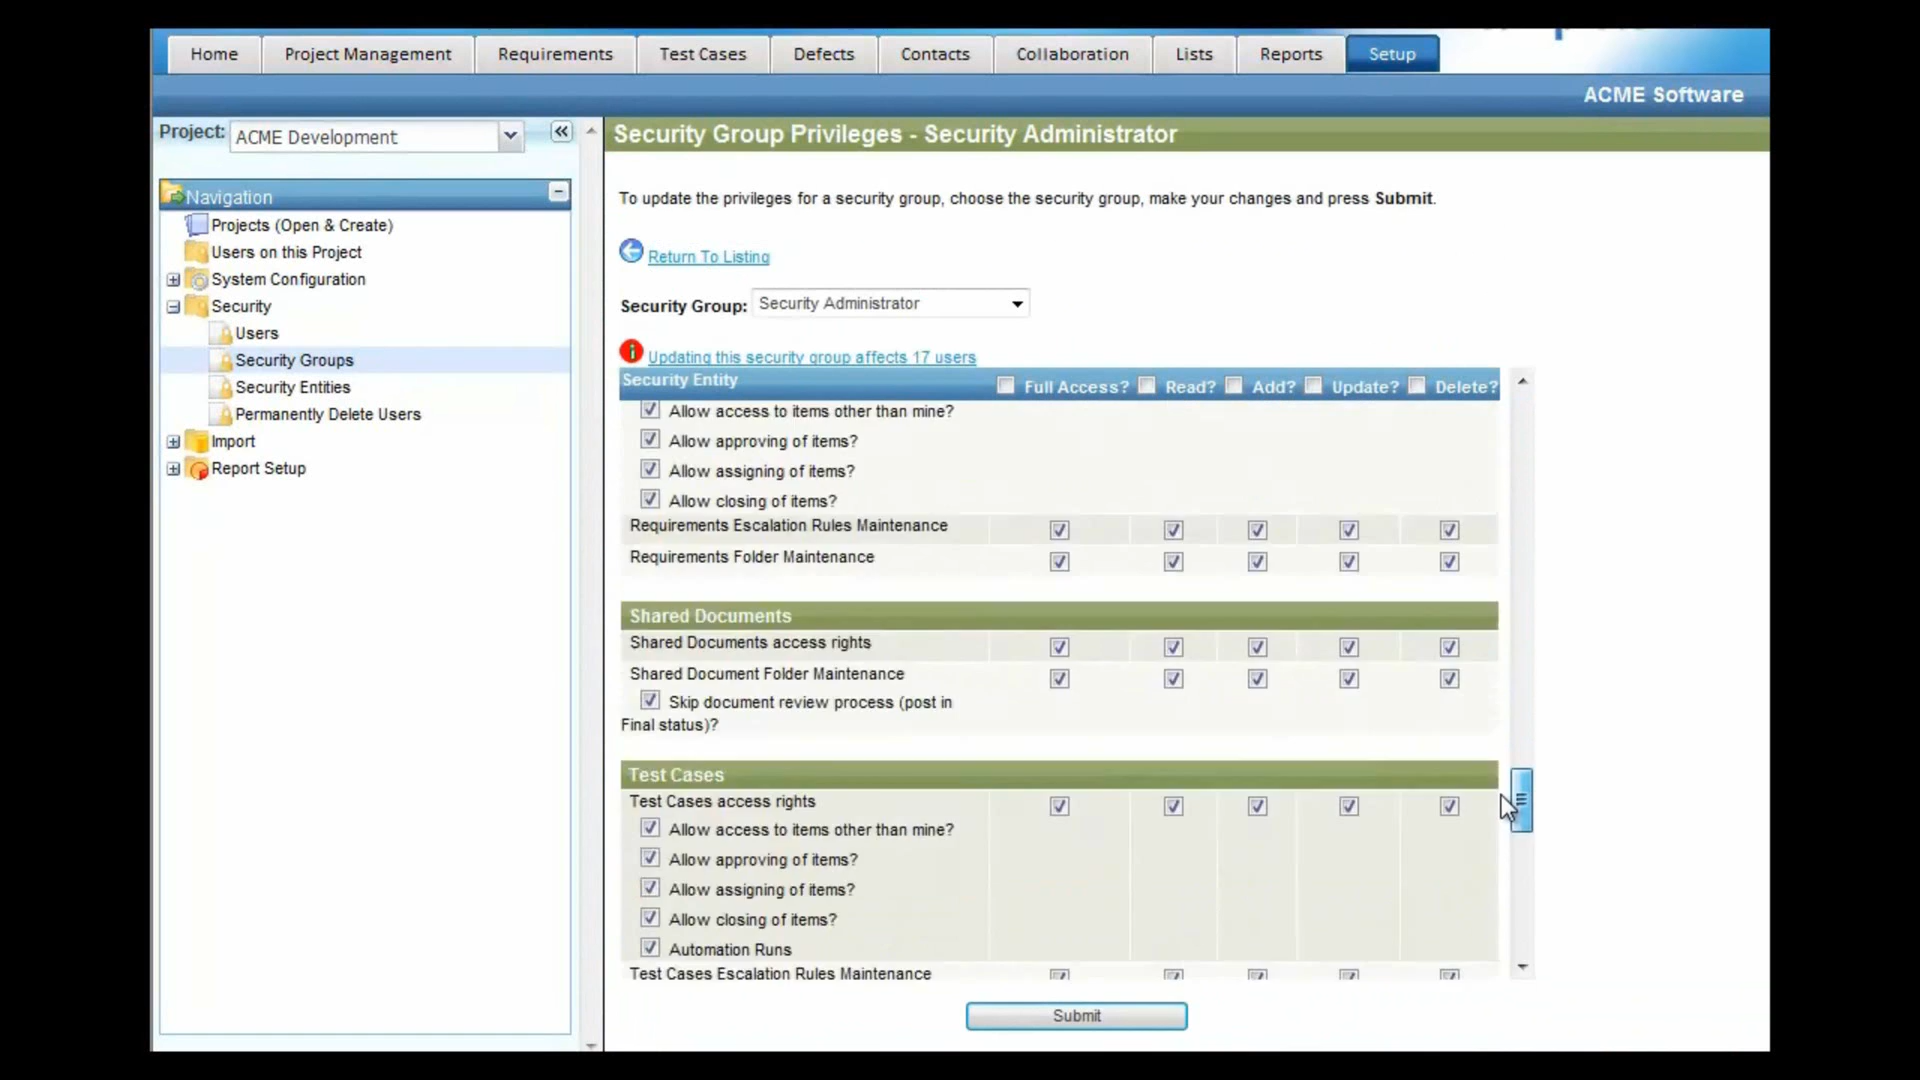 Home Project Management Requirements Test Cases Defects Contacts Collaboration Lists Reports Setup
ACME Software
Project: ACME Development
Security Group Privileges - Security Administrator
Navigation
Projects (Open & Create)
Users on this Project
System Configuration
Security
Users
Security Groups
Security Entities
Permanently Delete Users
Import
Report Setup
To update the privileges for a security group, choose the security group, make your changes and press Submit.
Return To Listing
Security Group: Security Administrator
Updating this security group affects 17 users
Security Entity Full Access? Read? Add? Update? Delete?
Allow access to items other than mine?
Allow approving of items?
Allow assigning of items?
Allow closing of items?
Requirements Escalation Rules Maintenance
Requirements Folder Maintenance
Shared Documents
Shared Documents access rights
Shared Document Folder Maintenance
Skip document review process (post in
Final status)?
Test Cases
Test Cases access rights
Allow access to items other than mine?
Allow approving of items?
Allow assigning of items?
Allow closing of items?
Automation Runs
Test Cases Escalation Rules Maintenance
Submit